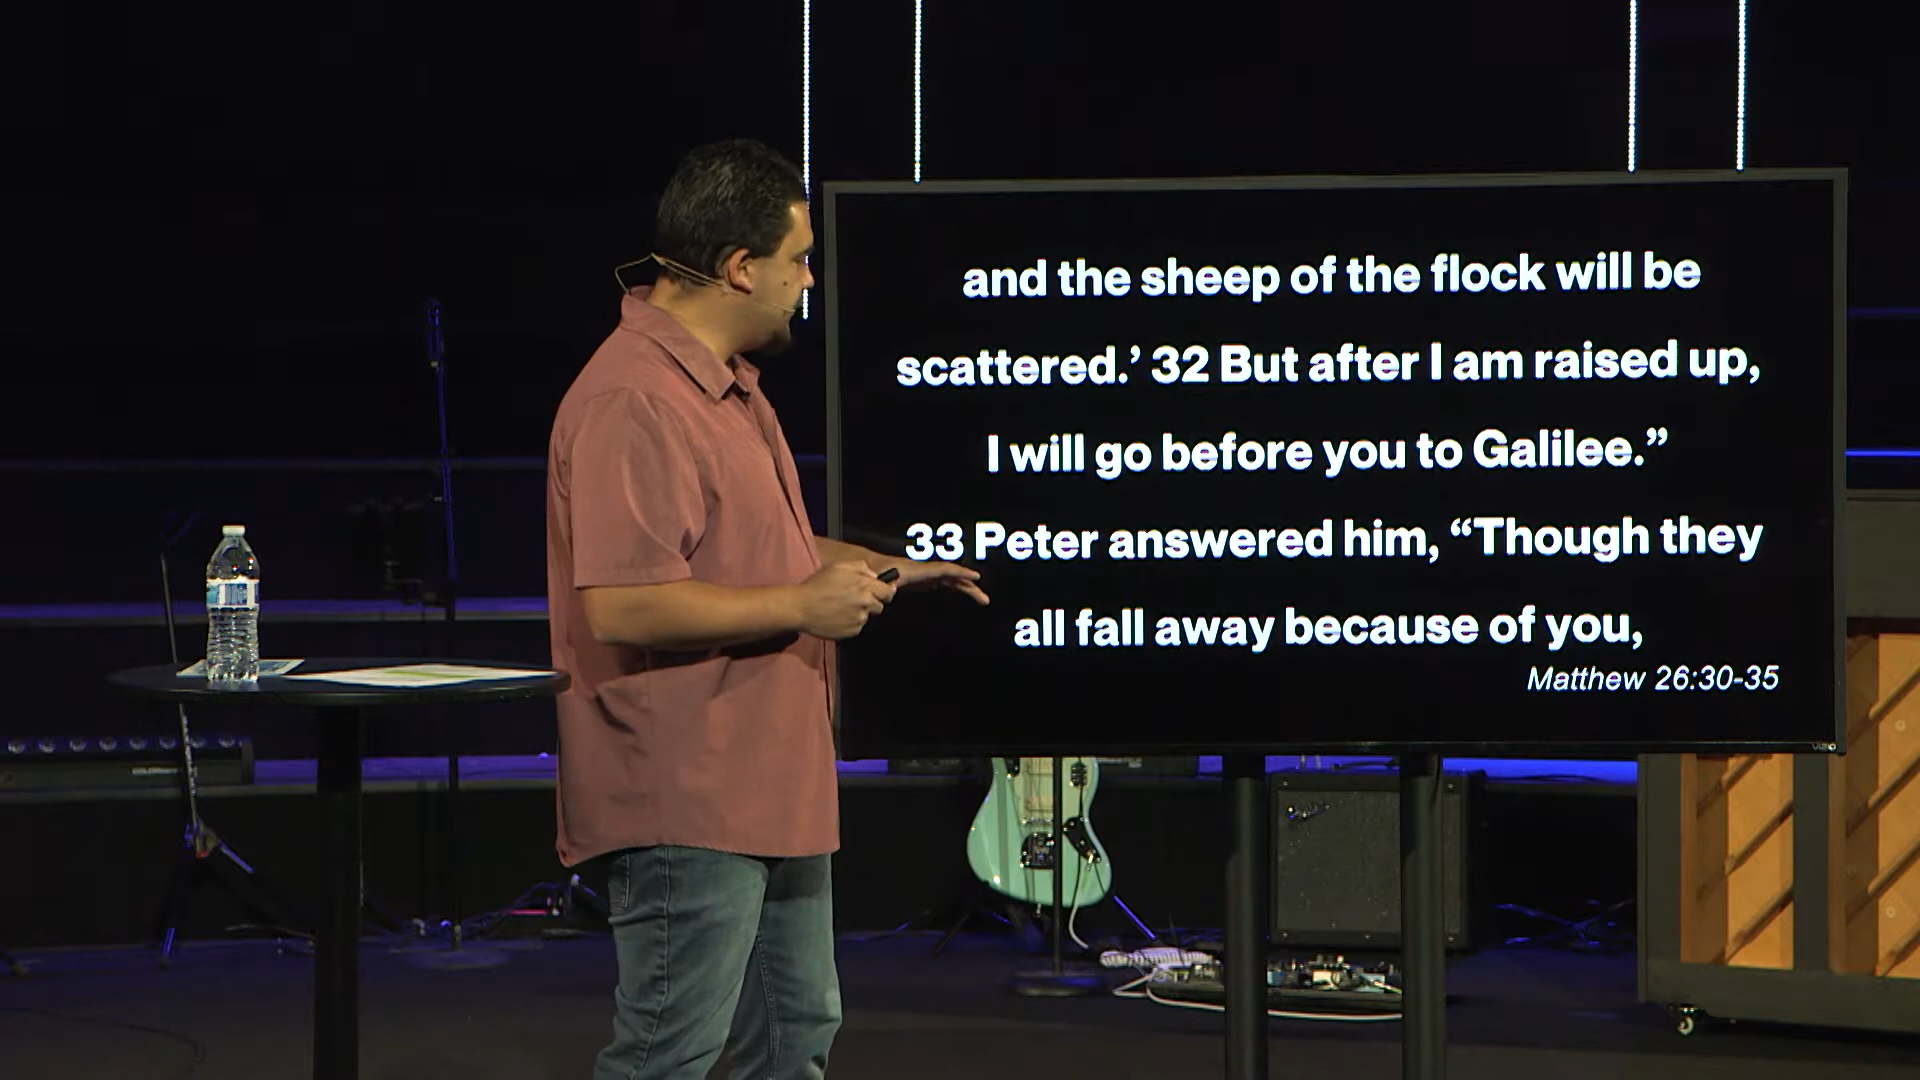 and the sheep of the flock will be
scattered.’ 32 But after I am raised up,
I will go before you to Galilee.”
33 Peter answered him, “Though they
all fall away because of you,
Matthew 26:30-35
Fender